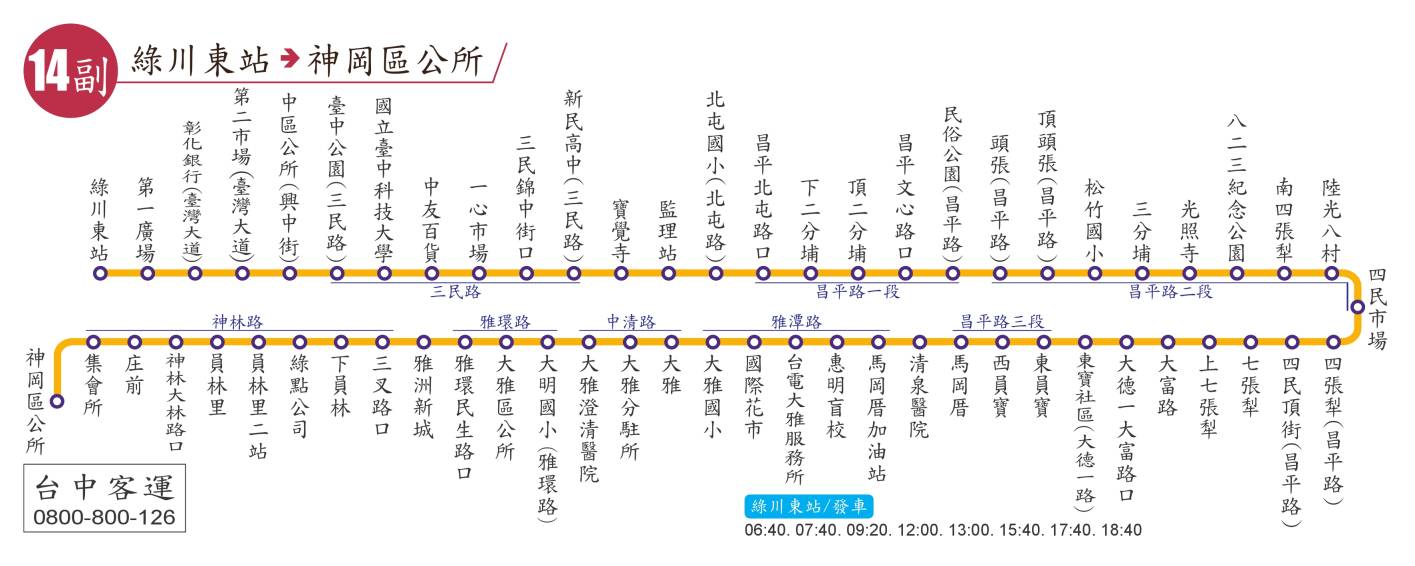 14副
綠川東站➔神岡區公所
綠川東站
第一廣場
彰化銀行(臺灣大道)
第二市場(臺灣大道)
中區公所(興中街)
臺中公園(三民路)
國立臺中科技大學
中友百貨
一心市場
三民錦中街口
新民高中(三民路)
寶覺寺
監理站
北屯國小(北屯路)
昌平北屯路口
下二分埔
頂二分埔
昌平文心路口
民俗公園(昌平路)
頭張(昌平路)
頂頭張(昌平路)
松竹國小
三分埔
光照寺
八二三紀念公園
南四張犁
陸光八村
四民市場
三民路
昌平路一段
昌平路二段
神林路
雅環路
中清路
雅潭路
昌平路三段
神岡區公所
集會所
庄前
神林大林路口
員林里
員林里二站
綠點公司
下員林
三叉路口
雅洲新城
雅環民生路口
大雅區公所
大明國小(雅環路)
大雅澄清醫院
大雅分駐所
大雅
大雅國小
國際花市
台電大雅服務所
惠明盲校
馬岡厝加油站
清泉醫院
馬岡厝
西員寶
東員寶
東寶社區(大德一路)
大德一大富路口
大富路
上七張犁
七張犁
四民頂街(昌平路)
四張犁(昌平路)
台中客運
0800-800-126
綠川東站/發車
06:40. 07:40. 09:20. 12:00. 13:00. 15:40. 17:40. 18:40